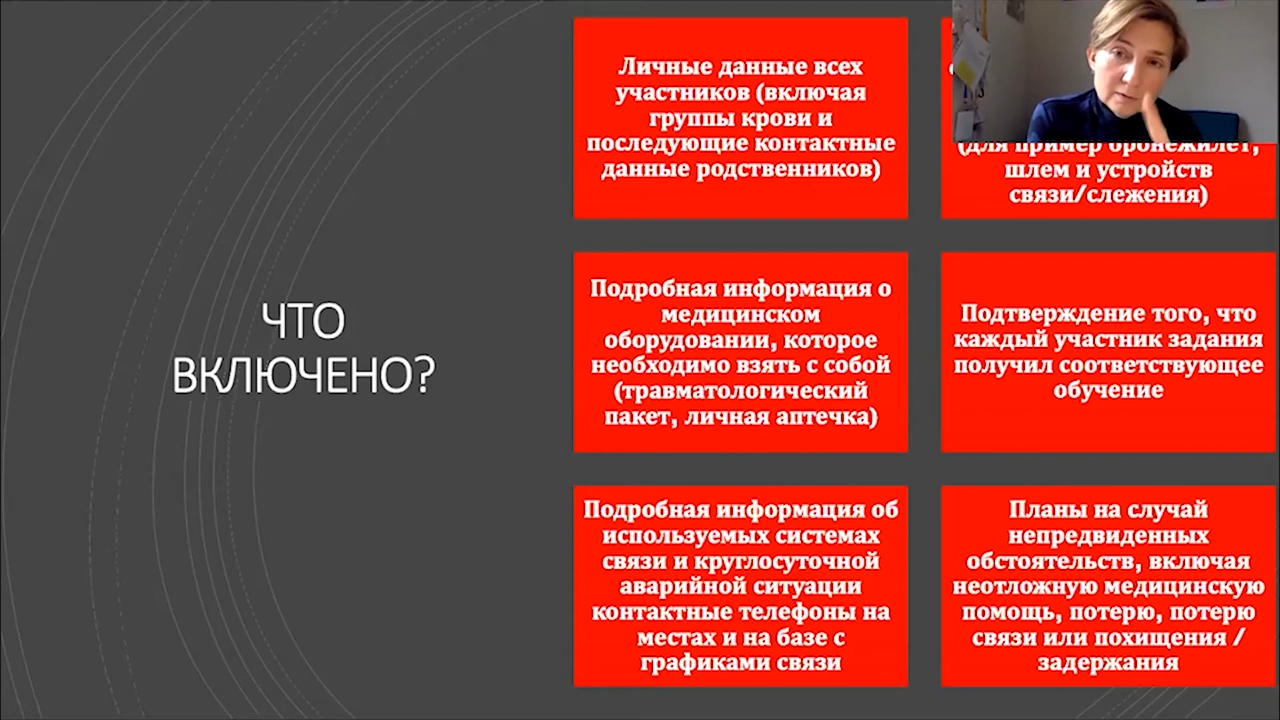 ЧТО
ВКЛЮЧЕНО?
Личные данные всех
участников (включая
группы крови и
последующие контактные
данные родственников)
(для пример бронежилет,
шлем и устройств
связи/слежения)
Подробная информация о
медицинском
оборудовании, которое
необходимо взять с собой
(травматологический
пакет, личная аптечка)
Подтверждение того, что
каждый участник задания
получил соответствующее
обучение
Подробная информация об
используемых системах
связи и круглосуточной
аварийной ситуации
контактные телефоны на
местах и на базе с
графиками связи
Планы на случай
непредвиденных
обстоятельств, включая
неотложную медицинскую
помощь, потерю, потерю
связи или похищения /
задержания